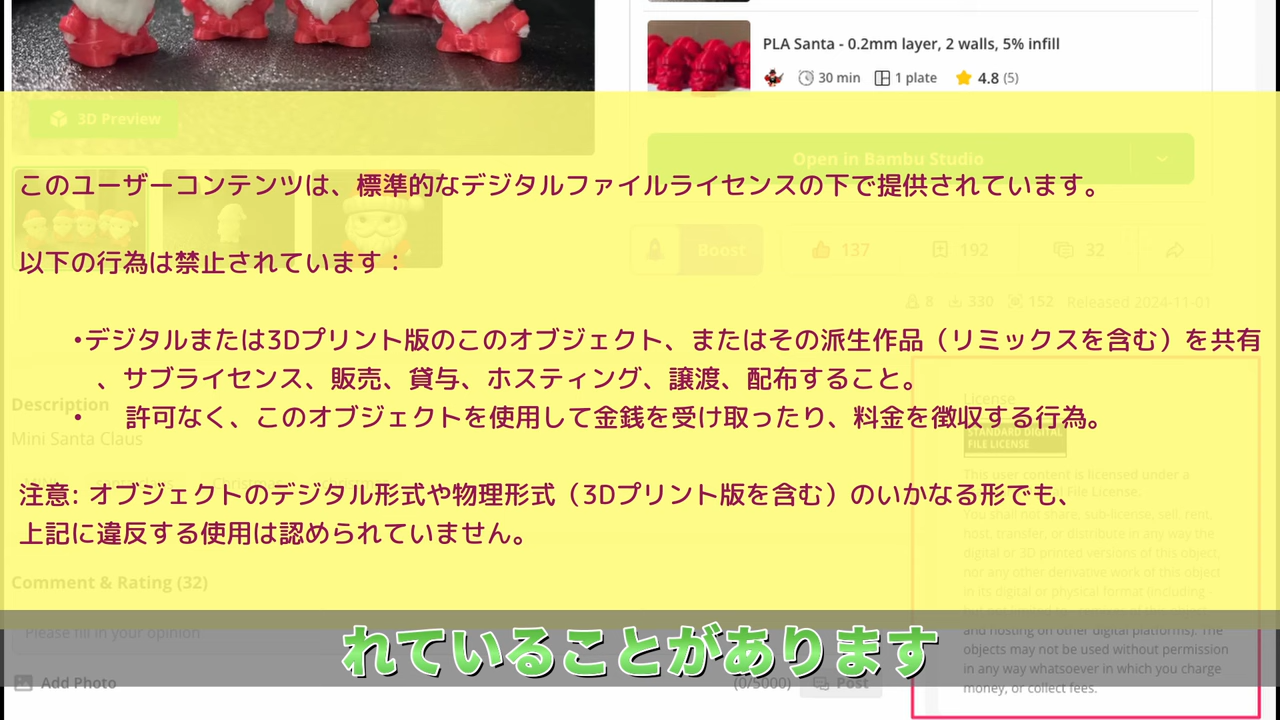 PLA Santa - 0.2mm layer, 2 walls, 5% infill
30 min 1 plate 4.8 (5)
3D Preview
Open in Bambu Studio
このユーザーコンテンツは、標準的なデジタルファイルライセンスの下で提供されています。
Boost 137 192 32
以下の行為は禁止されています：
8 330 152 Released 2024-11-01
•デジタルまたは3Dプリント版のこのオブジェクト、またはその派生作品（リミックスを含む）を共有
、サブライセンス、販売、貸与、ホスティング、譲渡、配布すること。
• 許可なく、このオブジェクトを使用して金銭を受け取ったり、料金を徴収する行為。
注意: オブジェクトのデジタル形式や物理形式（3Dプリント版を含む）のいかなる形でも、
上記に違反する使用は認められていません。
Description
Mini Santa Claus
Comment & Rating (32)
Please fill in your opinion
Add Photo
(0/5000) Post
License
STANDARD DIGITAL
FILE LICENSE
This user content is licensed under a
File License.
You shall not share, sub-license, sell, rent,
host, transfer, or distribute in any way the
digital or 3D printed versions of this object,
nor any other derivative work of this object
in its digital or physical format (including -
and hosting on other digital platforms). The
objects may not be used without permission
in any way whatsoever in which you charge
money, or collect fees.
れていることがあります